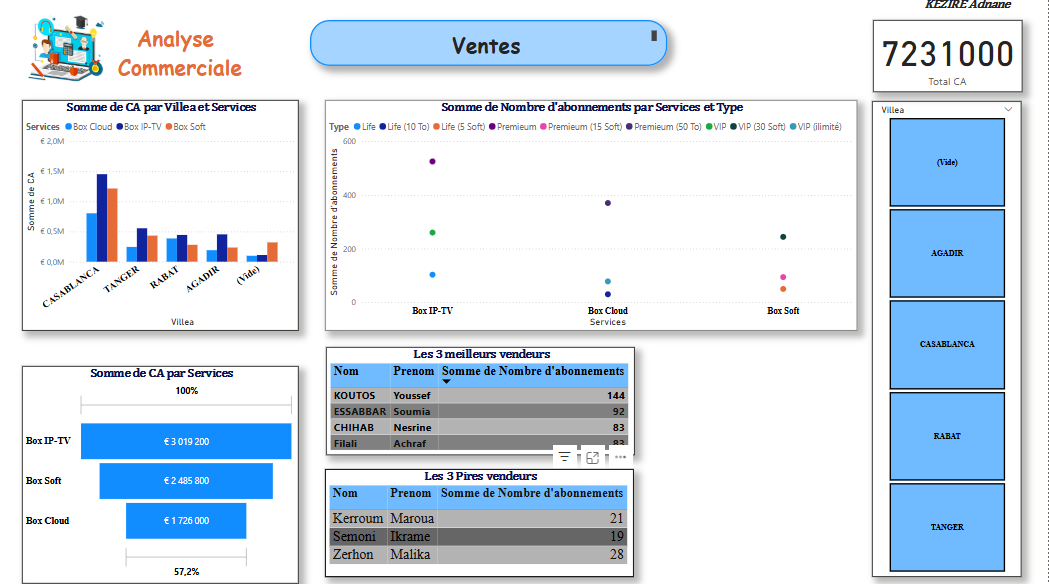 KEZIRE Adnane
Analyse
Commerciale
Ventes
7231000
Total CA
Somme de CA par Villea et Services
Services Box Cloud Box IP-TV Box Soft
Somme de CA
€ 2,0M
€ 1,5M
€ 1,0M
€ 0,5M
€ 0,0M
CASABLANCA
TANGER
RABAT
AGADIR
(Vide)
Villea
Somme de Nombre d'abonnements par Services et Type
Type Life Life (10 To) Life (5 Soft) Premieum Premieum (15 Soft) Premieum (50 To) VIP VIP (30 Soft) VIP (ilimité)
Somme de Nombre d'abonnements
600
400
200
0
Box IP-TV Box Cloud Box Soft
Services
Villea
(Vide)
AGADIR
CASABLANCA
RABAT
TANGER
Somme de CA par Services
100%
Box IP-TV € 3 019 200
Box Soft € 2 485 800
Box Cloud € 1 726 000
57,2%
Les 3 meilleurs vendeurs
Nom Prenom Somme de Nombre d'abonnements
KOUTOS Youssef 144
ESSABBAR Soumia 92
CHIHAB Nesrine 83
Filali Achraf 83
Les 3 Pires vendeurs
Nom Prenom Somme de Nombre d'abonnements
Kerroum Maroua 21
Semoni Ikrame 19
Zerhon Malika 28